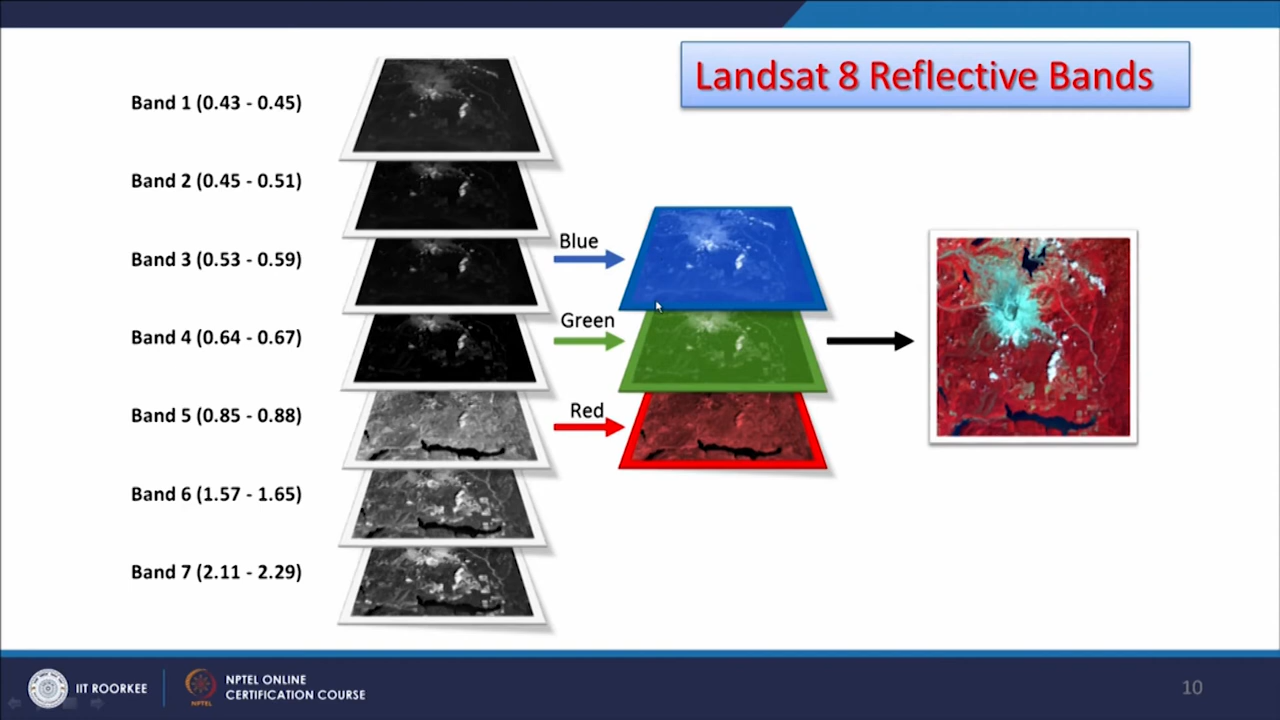 Landsat 8 Reflective Bands
Band 1 (0.43 - 0.45)
Band 2 (0.45 - 0.51)
Band 3 (0.53 - 0.59)
Band 4 (0.64 - 0.67)
Band 5 (0.85 - 0.88)
Band 6 (1.57 - 1.65)
Band 7 (2.11 - 2.29)
Blue
Green
Red
IIT ROORKEE
NPTEL
NPTEL ONLINE
CERTIFICATION COURSE
10